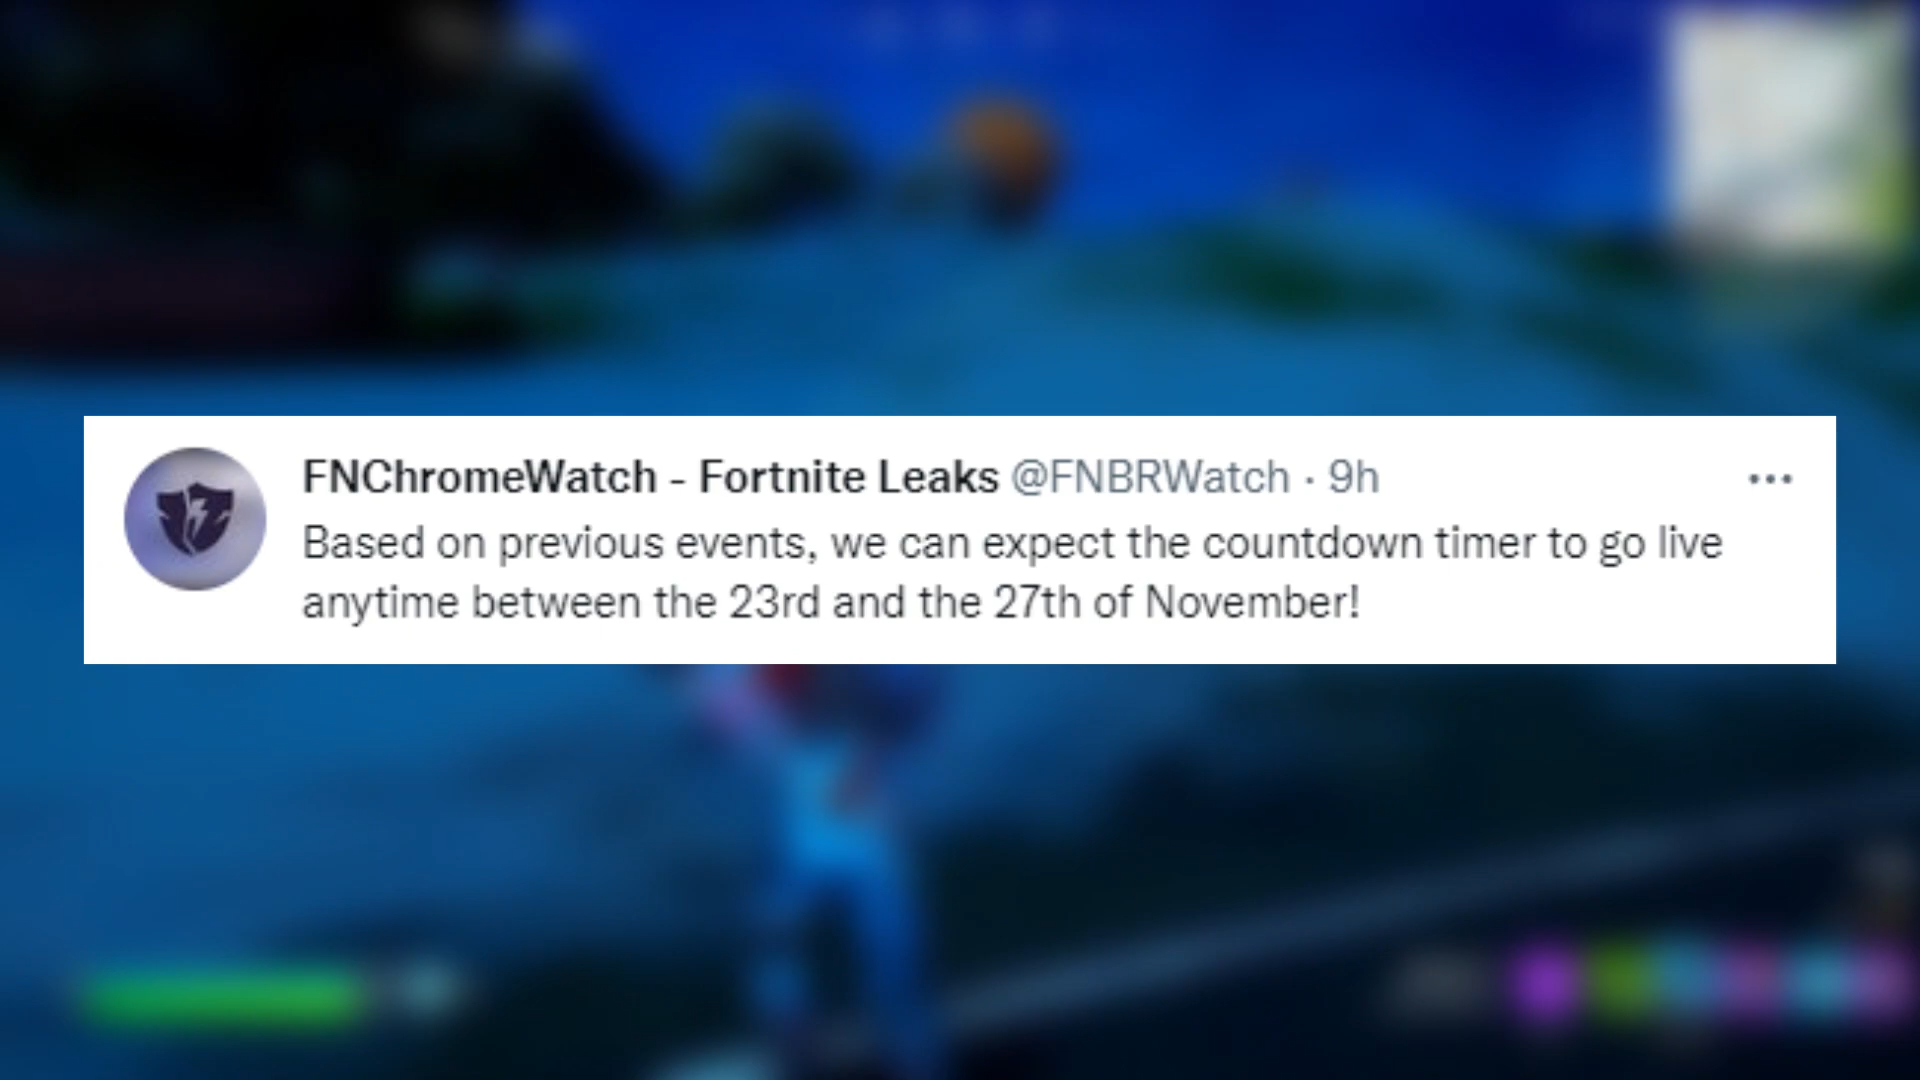 FNChromeWatch - Fortnite Leaks @FNBRWatch · 9h
Based on previous events, we can expect the countdown timer to go live
anytime between the 23rd and the 27th of November!